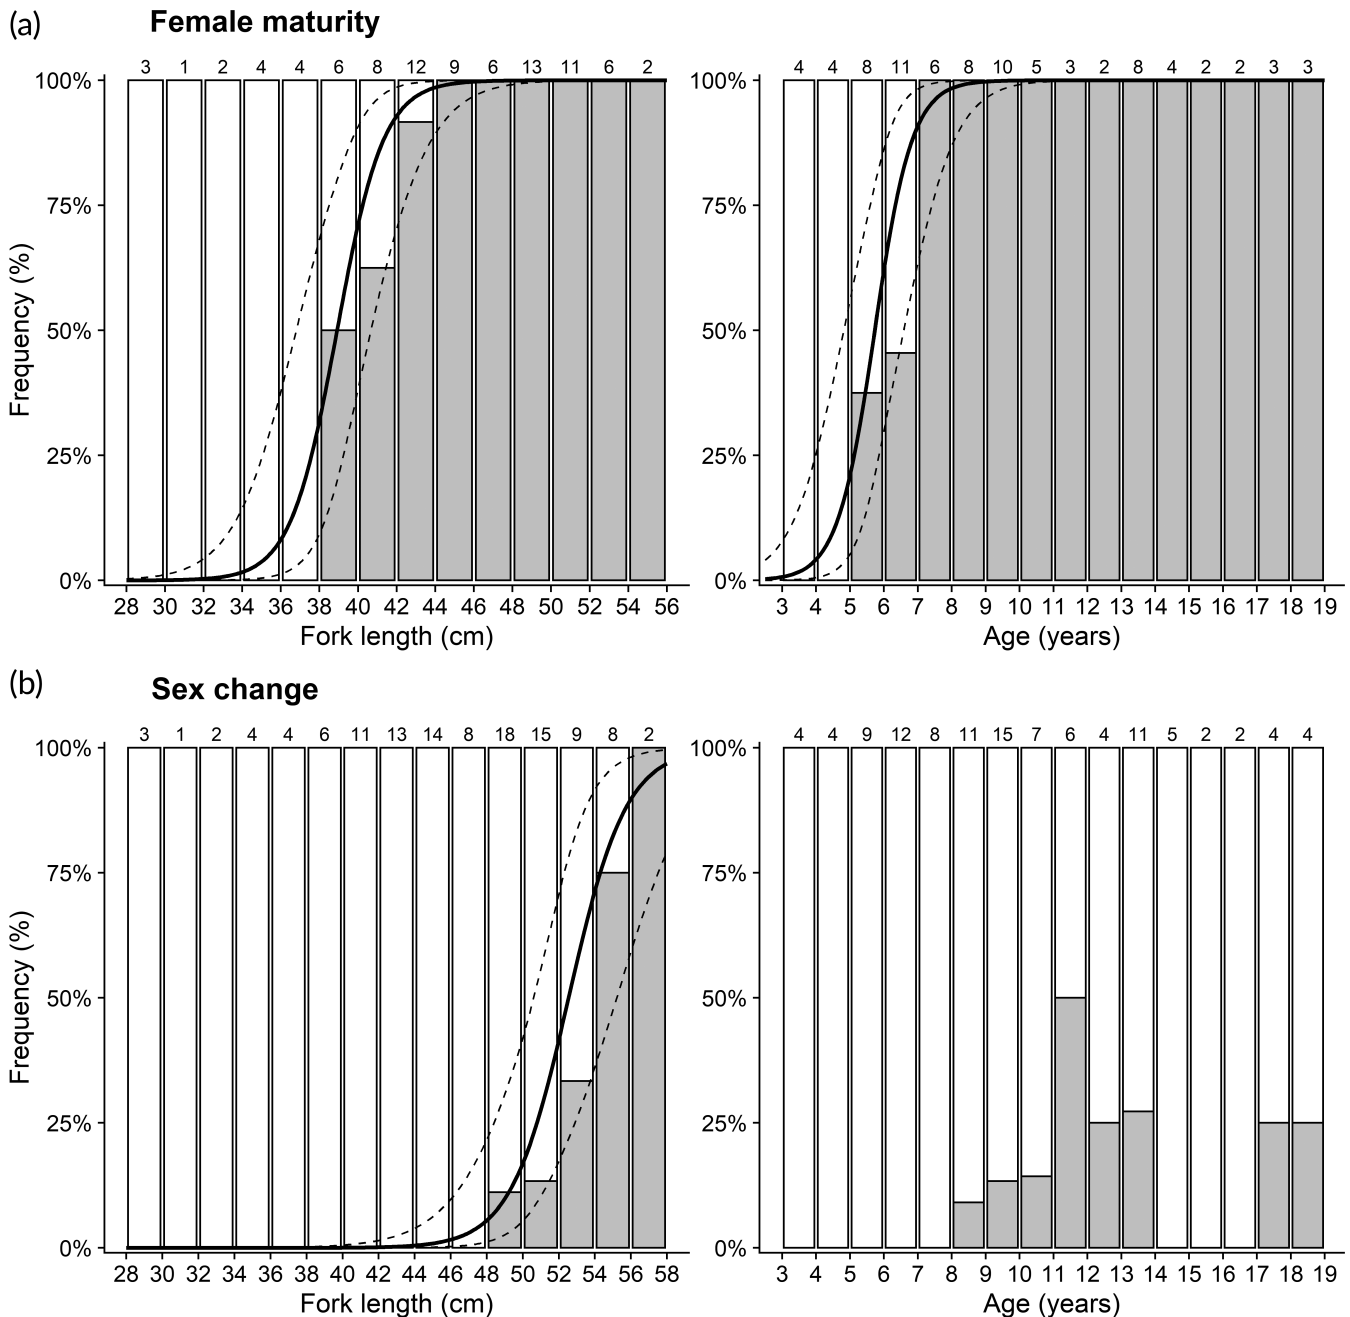 (a) Female maturity
3 1 2 4 4 6 8 12 9 6 13 11 6 2
100%
75%
50%
25%
0%
Frequency (%)
28 30 32 34 36 38 40 42 44 46 48 50 52 54 56
Fork length (cm)
4 4 8 11 6 8 10 5 3 2 8 4 2 2 3 3
100%
75%
50%
25%
0%
3 4 5 6 7 8 9 10 11 12 13 14 15 16 17 18 19
Age (years)
(b) Sex change
3 1 2 4 4 6 11 13 14 8 18 15 9 8 2
100%
75%
50%
25%
0%
Frequency (%)
28 30 32 34 36 38 40 42 44 46 48 50 52 54 56 58
Fork length (cm)
4 4 9 12 8 11 15 7 6 4 11 5 2 2 4 4
100%
75%
50%
25%
0%
3 4 5 6 7 8 9 10 11 12 13 14 15 16 17 18 19
Age (years)